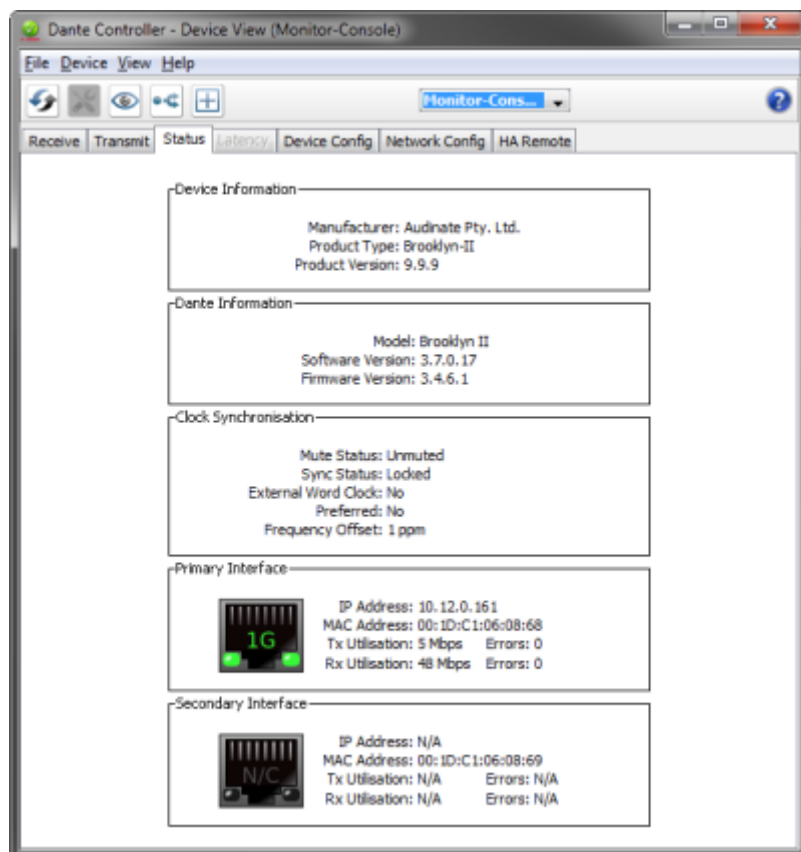 Dante Controller - Device View (Monitor-Console)
File Device View Help
Monitor-Cons...
Receive Transmit Status Latency Device Config Network Config HA Remote
Device Information
Manufacturer: Audinate Pty. Ltd.
Product Type: Brooklyn-II
Product Version: 9.9.9
Dante Information
Model: Brooklyn II
Software Version: 3.7.0.17
Firmware Version: 3.4.6.1
Clock Synchronisation
Mute Status: Unmuted
Sync Status: Locked
External Word Clock: No
Preferred: No
Frequency Offset: 1 ppm
Primary Interface
1G
IP Address: 10.12.0.161
MAC Address: 00:1D:C1:06:08:68
Tx Utilisation: 5 Mbps Errors: 0
Rx Utilisation: 48 Mbps Errors: 0
Secondary Interface
N/C
IP Address: N/A
MAC Address: 00:1D:C1:06:08:69
Tx Utilisation: N/A Errors: N/A
Rx Utilisation: N/A Errors: N/A